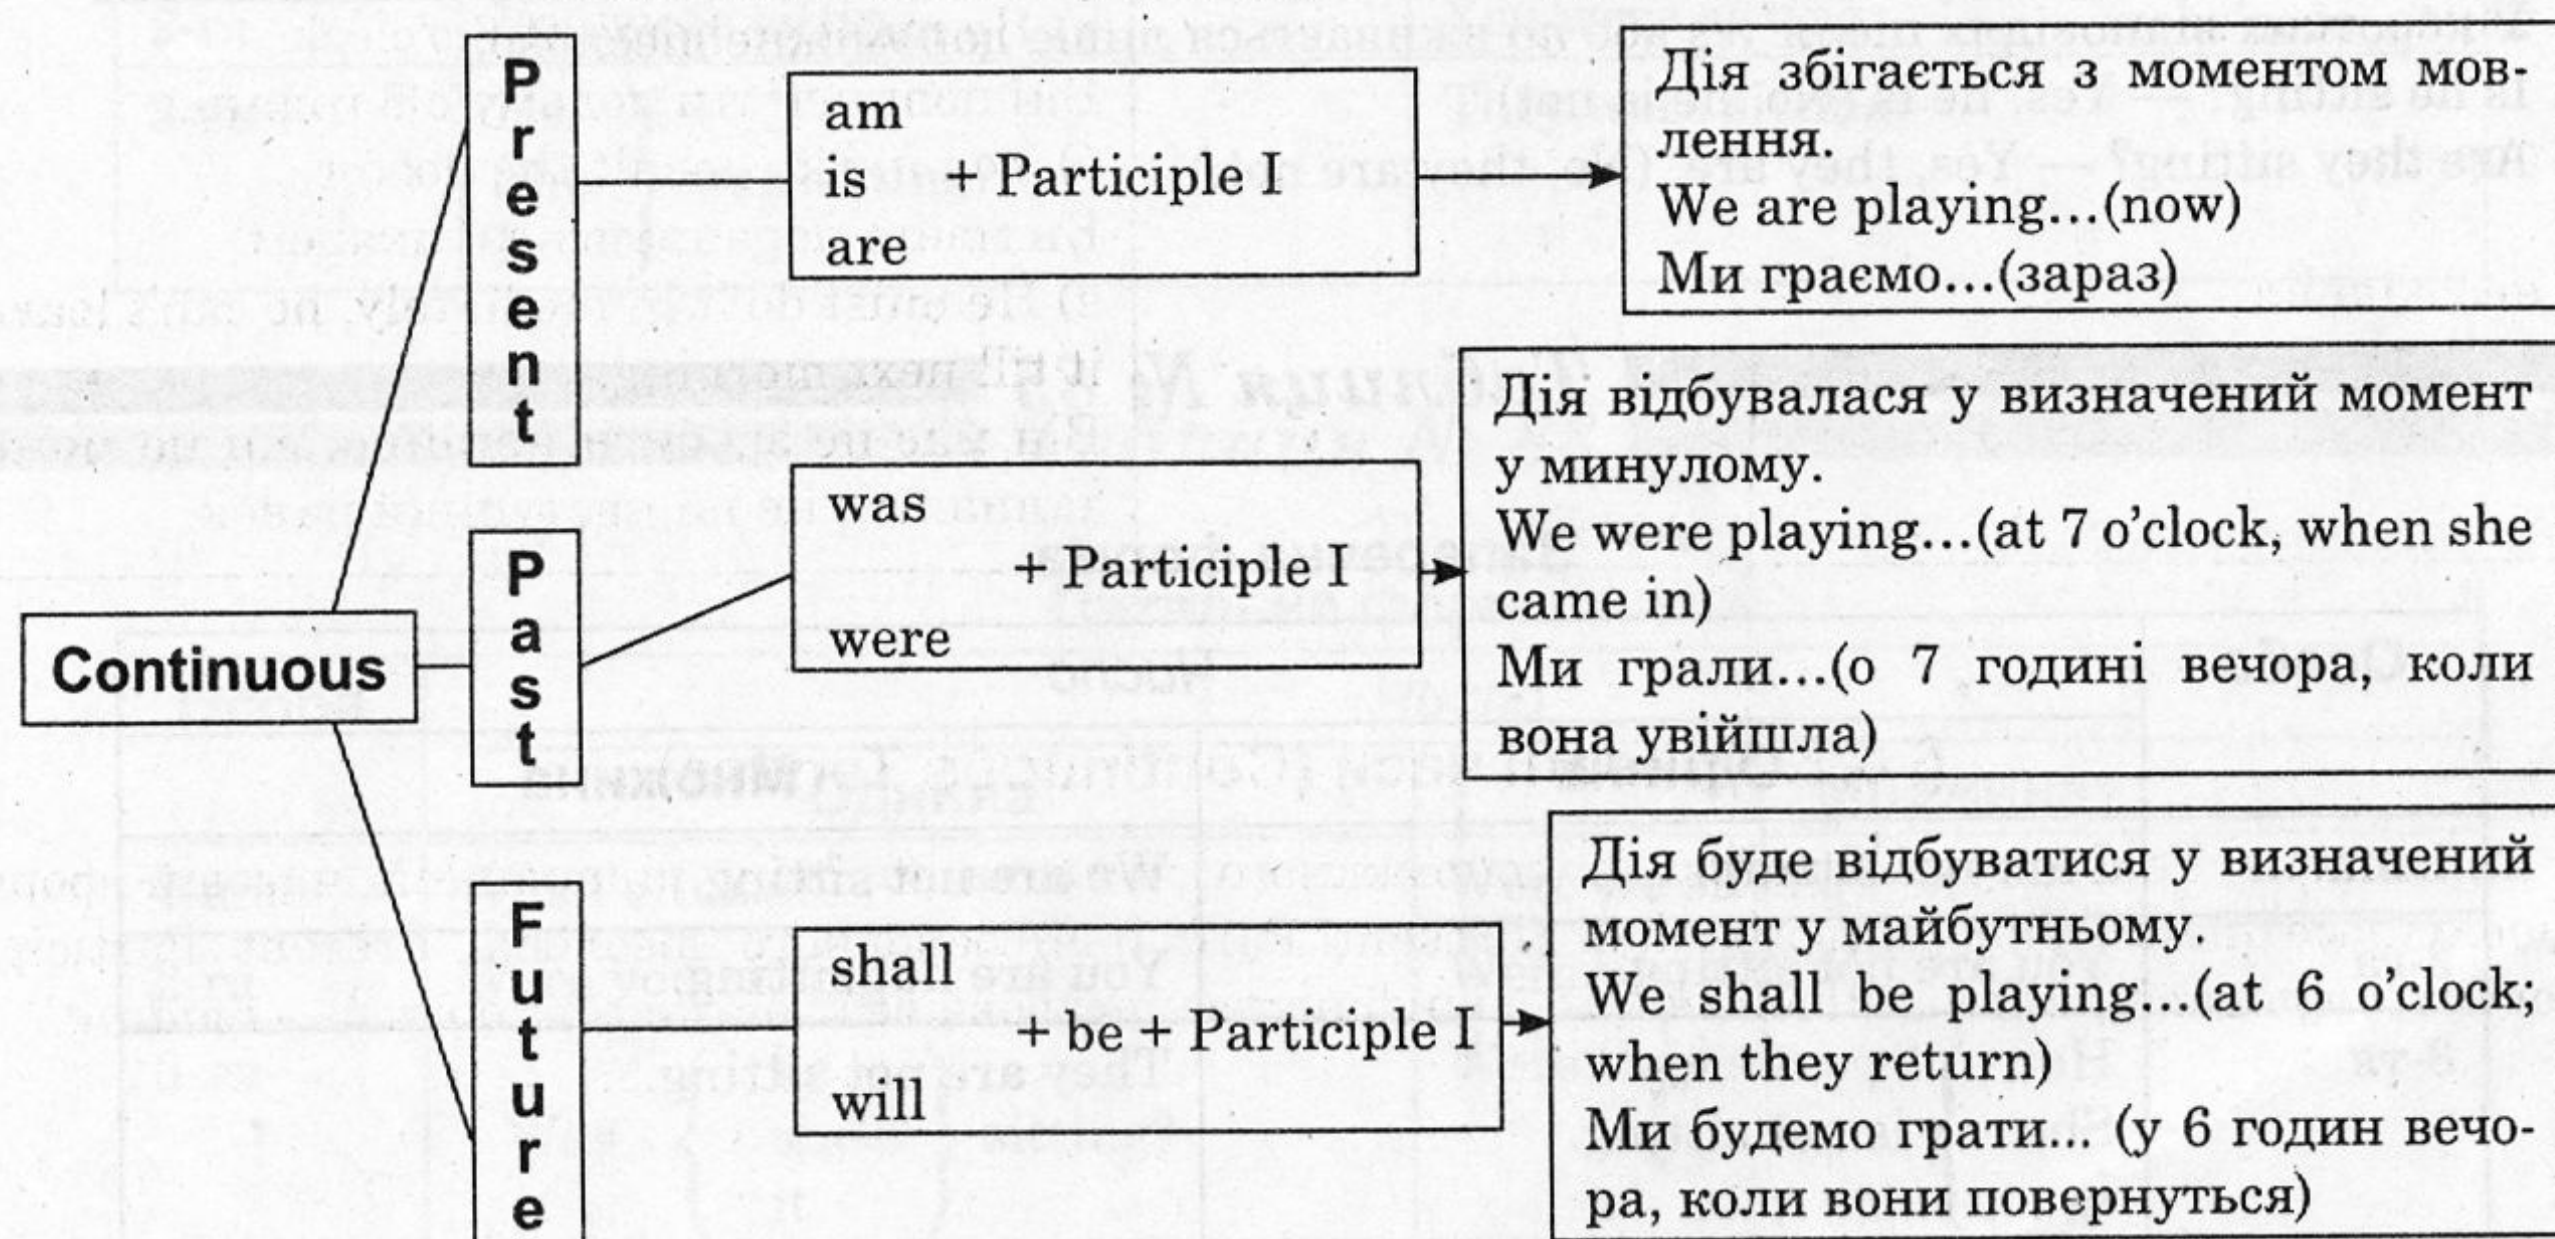 Continuous
Present
am
is + Participle I
are
Дія збігається з моментом мов-
лення.
We are playing...(now)
Ми граємо...(зараз)
Past
was
+ Participle I
were
Дія відбувалася у визначений момент
у минулому.
We were playing...(at 7 o'clock, when she
came in)
Ми грали...(о 7 годині вечора, коли
вона увійшла)
Future
shall
+ be + Participle I
will
Дія буде відбуватися у визначений
момент у майбутньому.
We shall be playing...(at 6 o'clock;
when they return)
Ми будемо грати... (у 6 годин вечо-
ра, коли вони повернуться)